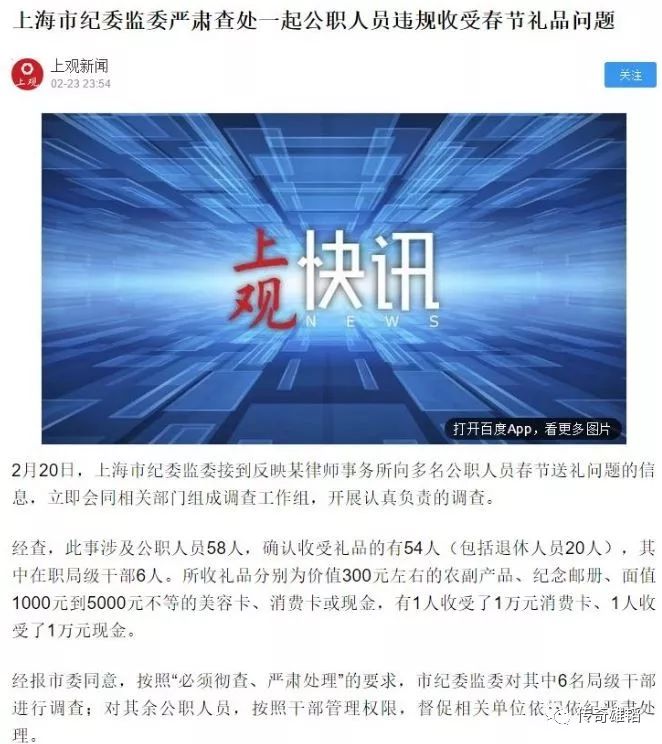 上海市纪委监委严肃查处一起公职人员违规收受春节礼品问题
上观新闻
02-23 23:54
关注
上观
上观
快讯
NEWS
打开百度App，看更多图片
2月20日，上海市纪委监委接到反映某律师事务所向多名公职人员春节送礼问题的信
息，立即会同相关部门组成调查工作组，开展认真负责的调查。
经查，此事涉及公职人员58人，确认收受礼品的有54人（包括退休人员20人），其
中在职局级干部6人。所收礼品分别为价值300元左右的农副产品、纪念邮册、面值
1000元到5000元不等的美容卡、消费卡或现金，有1人收受了1万元消费卡、1人收
受了1万元现金。
经报市委同意，按照“必须彻查、严肃处理”的要求，市纪委监委对其中6名局级干部
进行调查；对其余公职人员，按照干部管理权限，督促相关单位依规依纪严肃处
理。
传奇雄韬